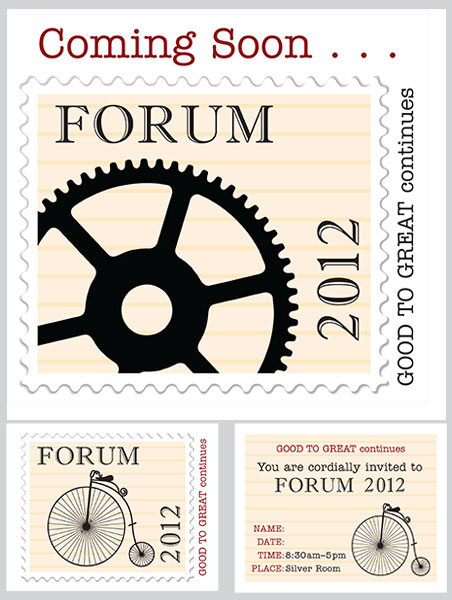 Coming Soon . . .
FORUM
2012
GOOD TO GREAT continues
FORUM
2012
GOOD TO GREAT continues
GOOD TO GREAT continues
You are cordially invited to
FORUM 2012
NAME:
DATE:
TIME: 8:30am-5pm
PLACE: Silver Room